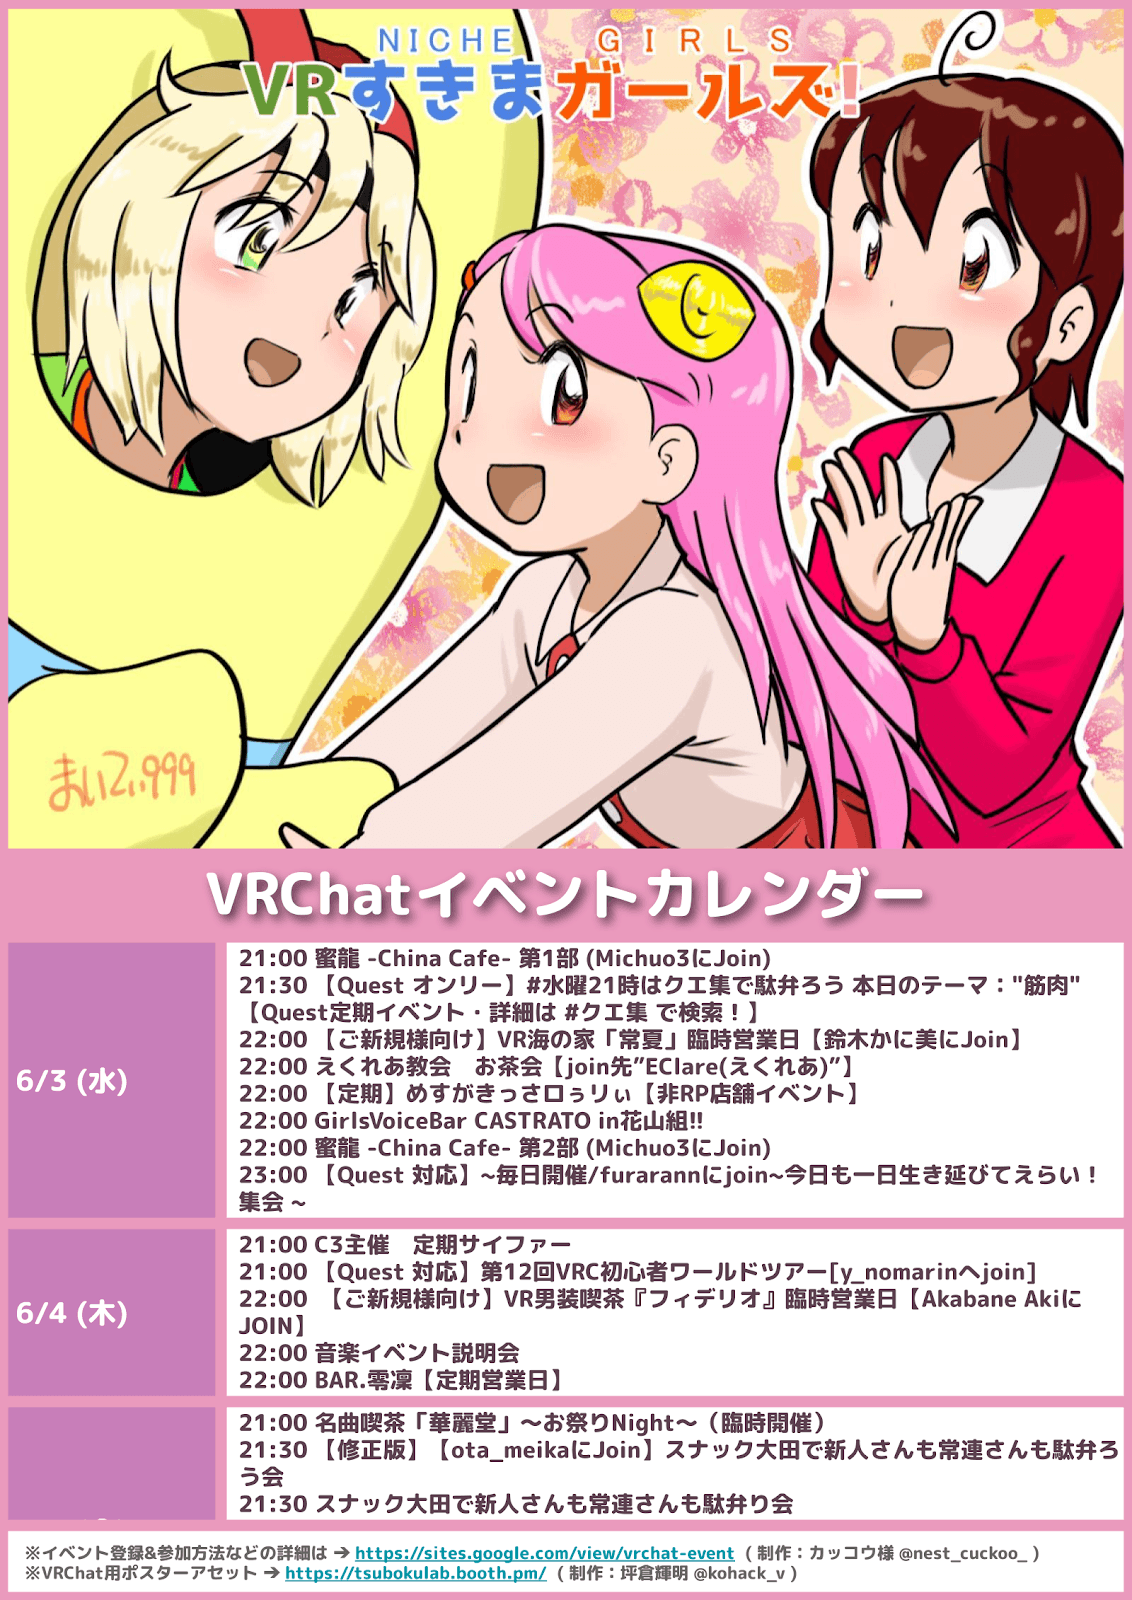 NICHE GIRLS
VRすきまガールズ!
まいてぃ999
VRChatイベントカレンダー
6/3 (水)
21:00 蜜龍 -China Cafe- 第1部 (Michuo3にJoin)
21:30 【Quest オンリー】#水曜21時はクエ集で駄弁ろう 本日のテーマ："筋肉"
【Quest定期イベント・詳細は #クエ集 で検索！】
22:00 【ご新規様向け】VR海の家「常夏」臨時営業日【鈴木かに美にJoin】
22:00 えくれあ教会　お茶会【join先”EClare(えくれあ)”】
22:00 【定期】めすがきっさロぅリぃ【非RP店舗イベント】
22:00 GirlsVoiceBar CASTRATO in花山組!!
22:00 蜜龍 -China Cafe- 第2部 (Michuo3にJoin)
23:00 【Quest 対応】~毎日開催/furarannにjoin~今日も一日生き延びてえらい！
集会 ~
6/4 (木)
21:00 C3主催　定期サイファー
21:00 【Quest 対応】第12回VRC初心者ワールドツアー[y_nomarinへjoin]
22:00 【ご新規様向け】VR男装喫茶『フィデリオ』臨時営業日【Akabane Akiに
JOIN】
22:00 音楽イベント説明会
22:00 BAR.零凜【定期営業日】
21:00 名曲喫茶「華麗堂」～お祭りNight～（臨時開催）
21:30 【修正版】【ota_meikaにJoin】スナック大田で新人さんも常連さんも駄弁ろ
う会
21:30 スナック大田で新人さんも常連さんも駄弁り会
※イベント登録&参加方法などの詳細は ➔ https://sites.google.com/view/vrchat-event ( 制作：カッコウ様 @nest_cuckoo_ )
※VRChat用ポスターアセット ➔ https://tsubokulab.booth.pm/ ( 制作：坪倉輝明 @kohack_v )